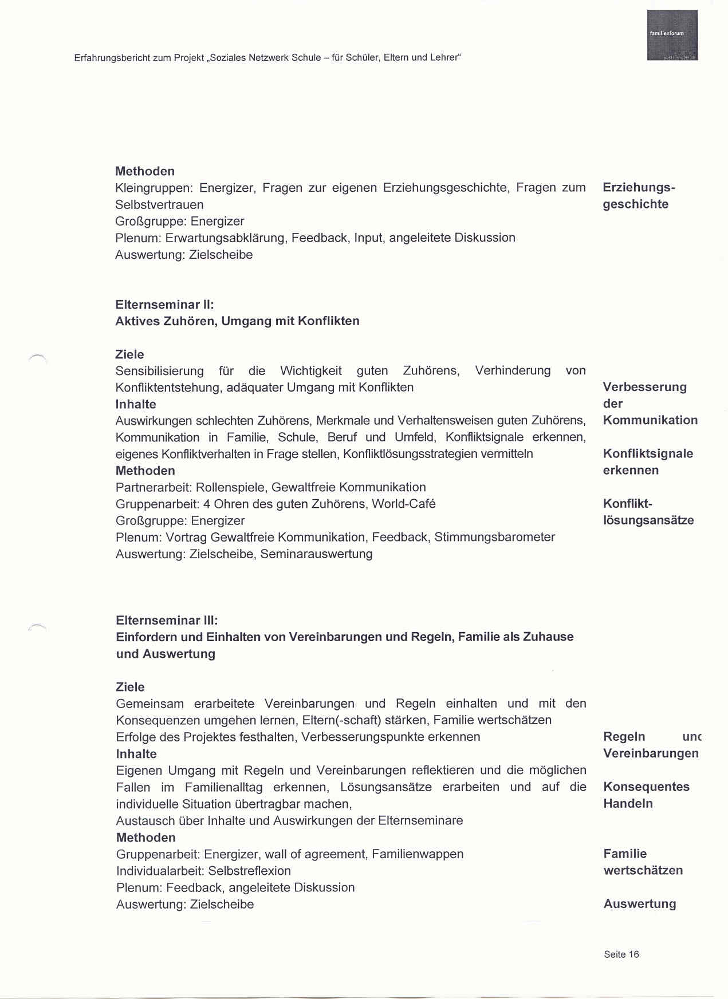 familienforum
edith stein
Erfahrungsbericht zum Projekt „Soziales Netzwerk Schule – für Schüler, Eltern und Lehrer“
Methoden
Kleingruppen: Energizer, Fragen zur eigenen Erziehungsgeschichte, Fragen zum Erziehungs-
Selbstvertrauen geschichte
Großgruppe: Energizer
Plenum: Erwartungsabklärung, Feedback, Input, angeleitete Diskussion
Auswertung: Zielscheibe
Elternseminar II:
Aktives Zuhören, Umgang mit Konflikten
Ziele
Sensibilisierung für die Wichtigkeit guten Zuhörens, Verhinderung von
Konfliktentstehung, adäquater Umgang mit Konflikten Verbesserung
Inhalte der
Auswirkungen schlechten Zuhörens, Merkmale und Verhaltensweisen guten Zuhörens, Kommunikation
Kommunikation in Familie, Schule, Beruf und Umfeld, Konfliktsignale erkennen,
eigenes Konfliktverhalten in Frage stellen, Konfliktlösungsstrategien vermitteln Konfliktsignale
Methoden erkennen
Partnerarbeit: Rollenspiele, Gewaltfreie Kommunikation
Gruppenarbeit: 4 Ohren des guten Zuhörens, World-Café Konflikt-
Großgruppe: Energizer lösungsansätze
Plenum: Vortrag Gewaltfreie Kommunikation, Feedback, Stimmungsbarometer
Auswertung: Zielscheibe, Seminarauswertung
Elternseminar III:
Einfordern und Einhalten von Vereinbarungen und Regeln, Familie als Zuhause
und Auswertung
Ziele
Gemeinsam erarbeitete Vereinbarungen und Regeln einhalten und mit den
Konsequenzen umgehen lernen, Eltern(-schaft) stärken, Familie wertschätzen
Erfolge des Projektes festhalten, Verbesserungspunkte erkennen Regeln und
Inhalte Vereinbarungen
Eigenen Umgang mit Regeln und Vereinbarungen reflektieren und die möglichen
Fallen im Familienalltag erkennen, Lösungsansätze erarbeiten und auf die Konsequentes
individuelle Situation übertragbar machen, Handeln
Austausch über Inhalte und Auswirkungen der Elternseminare
Methoden
Gruppenarbeit: Energizer, wall of agreement, Familienwappen Familie
Individualarbeit: Selbstreflexion wertschätzen
Plenum: Feedback, angeleitete Diskussion
Auswertung: Zielscheibe Auswertung
Seite 16